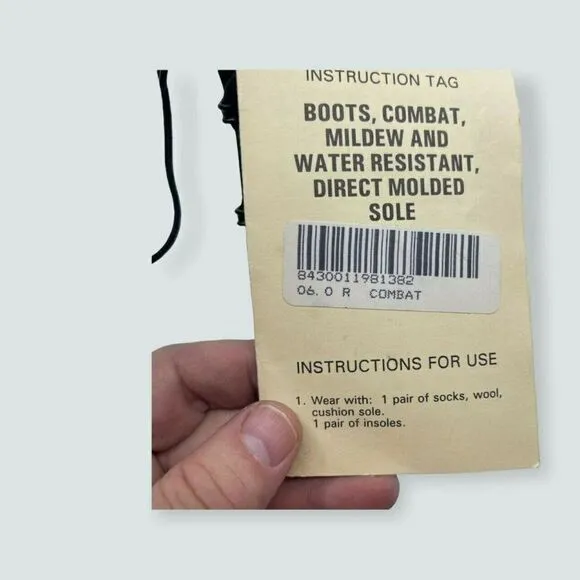 INSTRUCTION TAG
BOOTS, COMBAT,
MILDEW AND
WATER RESISTANT,
DIRECT MOLDED
SOLE
8430011981382
06.0 R COMBAT
INSTRUCTIONS FOR USE
1. Wear with: 1 pair of socks, wool,
cushion sole.
1 pair of insoles.